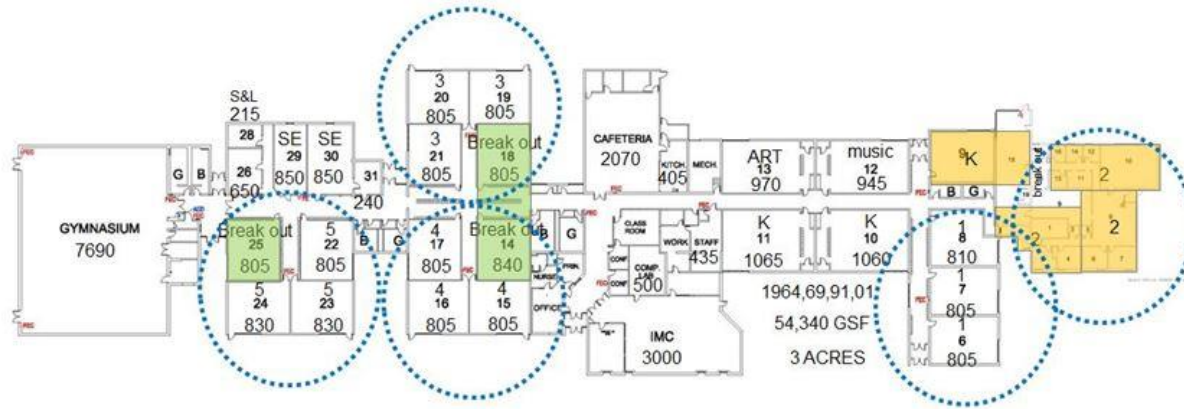 3
20
805
3
19
805
S&L
215
28
SE
29
850
SE
30
850
3
21
805
Break out
18
805
CAFETERIA
2070
KITCH.
405
MECH.
ART
13
970
music
12
945
9
K
B
G
break out
2
G
B
26
650
31
240
GYMNASIUM
7690
Break out
25
805
5
22
805
B
G
4
17
805
Break out
14
840
B
G
CLASS
ROOM
WORK
STAFF
435
K
11
1065
K
10
1060
1
8
810
2
2
5
24
830
5
23
830
4
16
805
4
15
805
NURSE
PRIN.
OFFICE
CONF
CONF
COMP.
LAB
500
1
7
805
1964,69,91,01
54,340 GSF
3 ACRES
IMC
3000
1
6
805